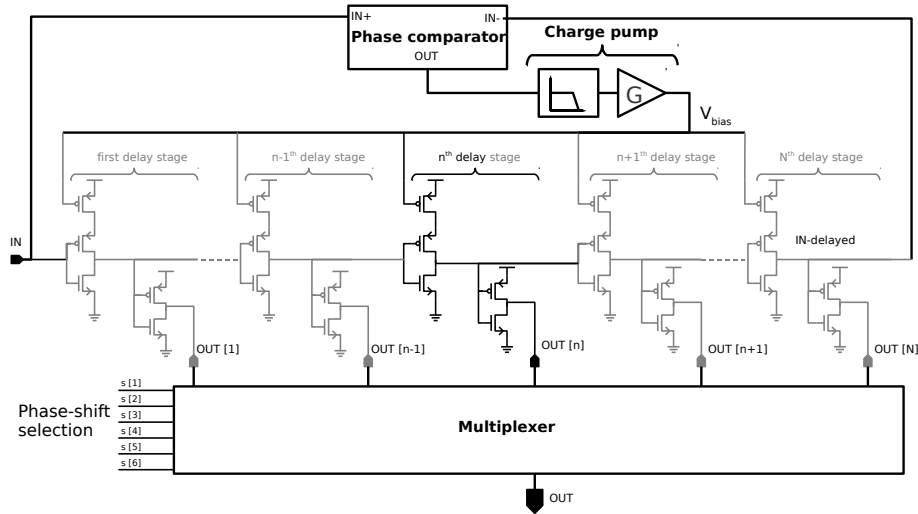 IN+
IN-
Phase comparator
OUT
Charge pump
G
Vbias
first delay stage
n-1th delay stage
nth delay stage
n+1th delay stage
Nth delay stage
IN
IN-delayed
OUT [1]
OUT [n-1]
OUT [n]
OUT [n+1]
OUT [N]
Phase-shift
selection
s [1]
s [2]
s [3]
s [4]
s [5]
s [6]
Multiplexer
OUT